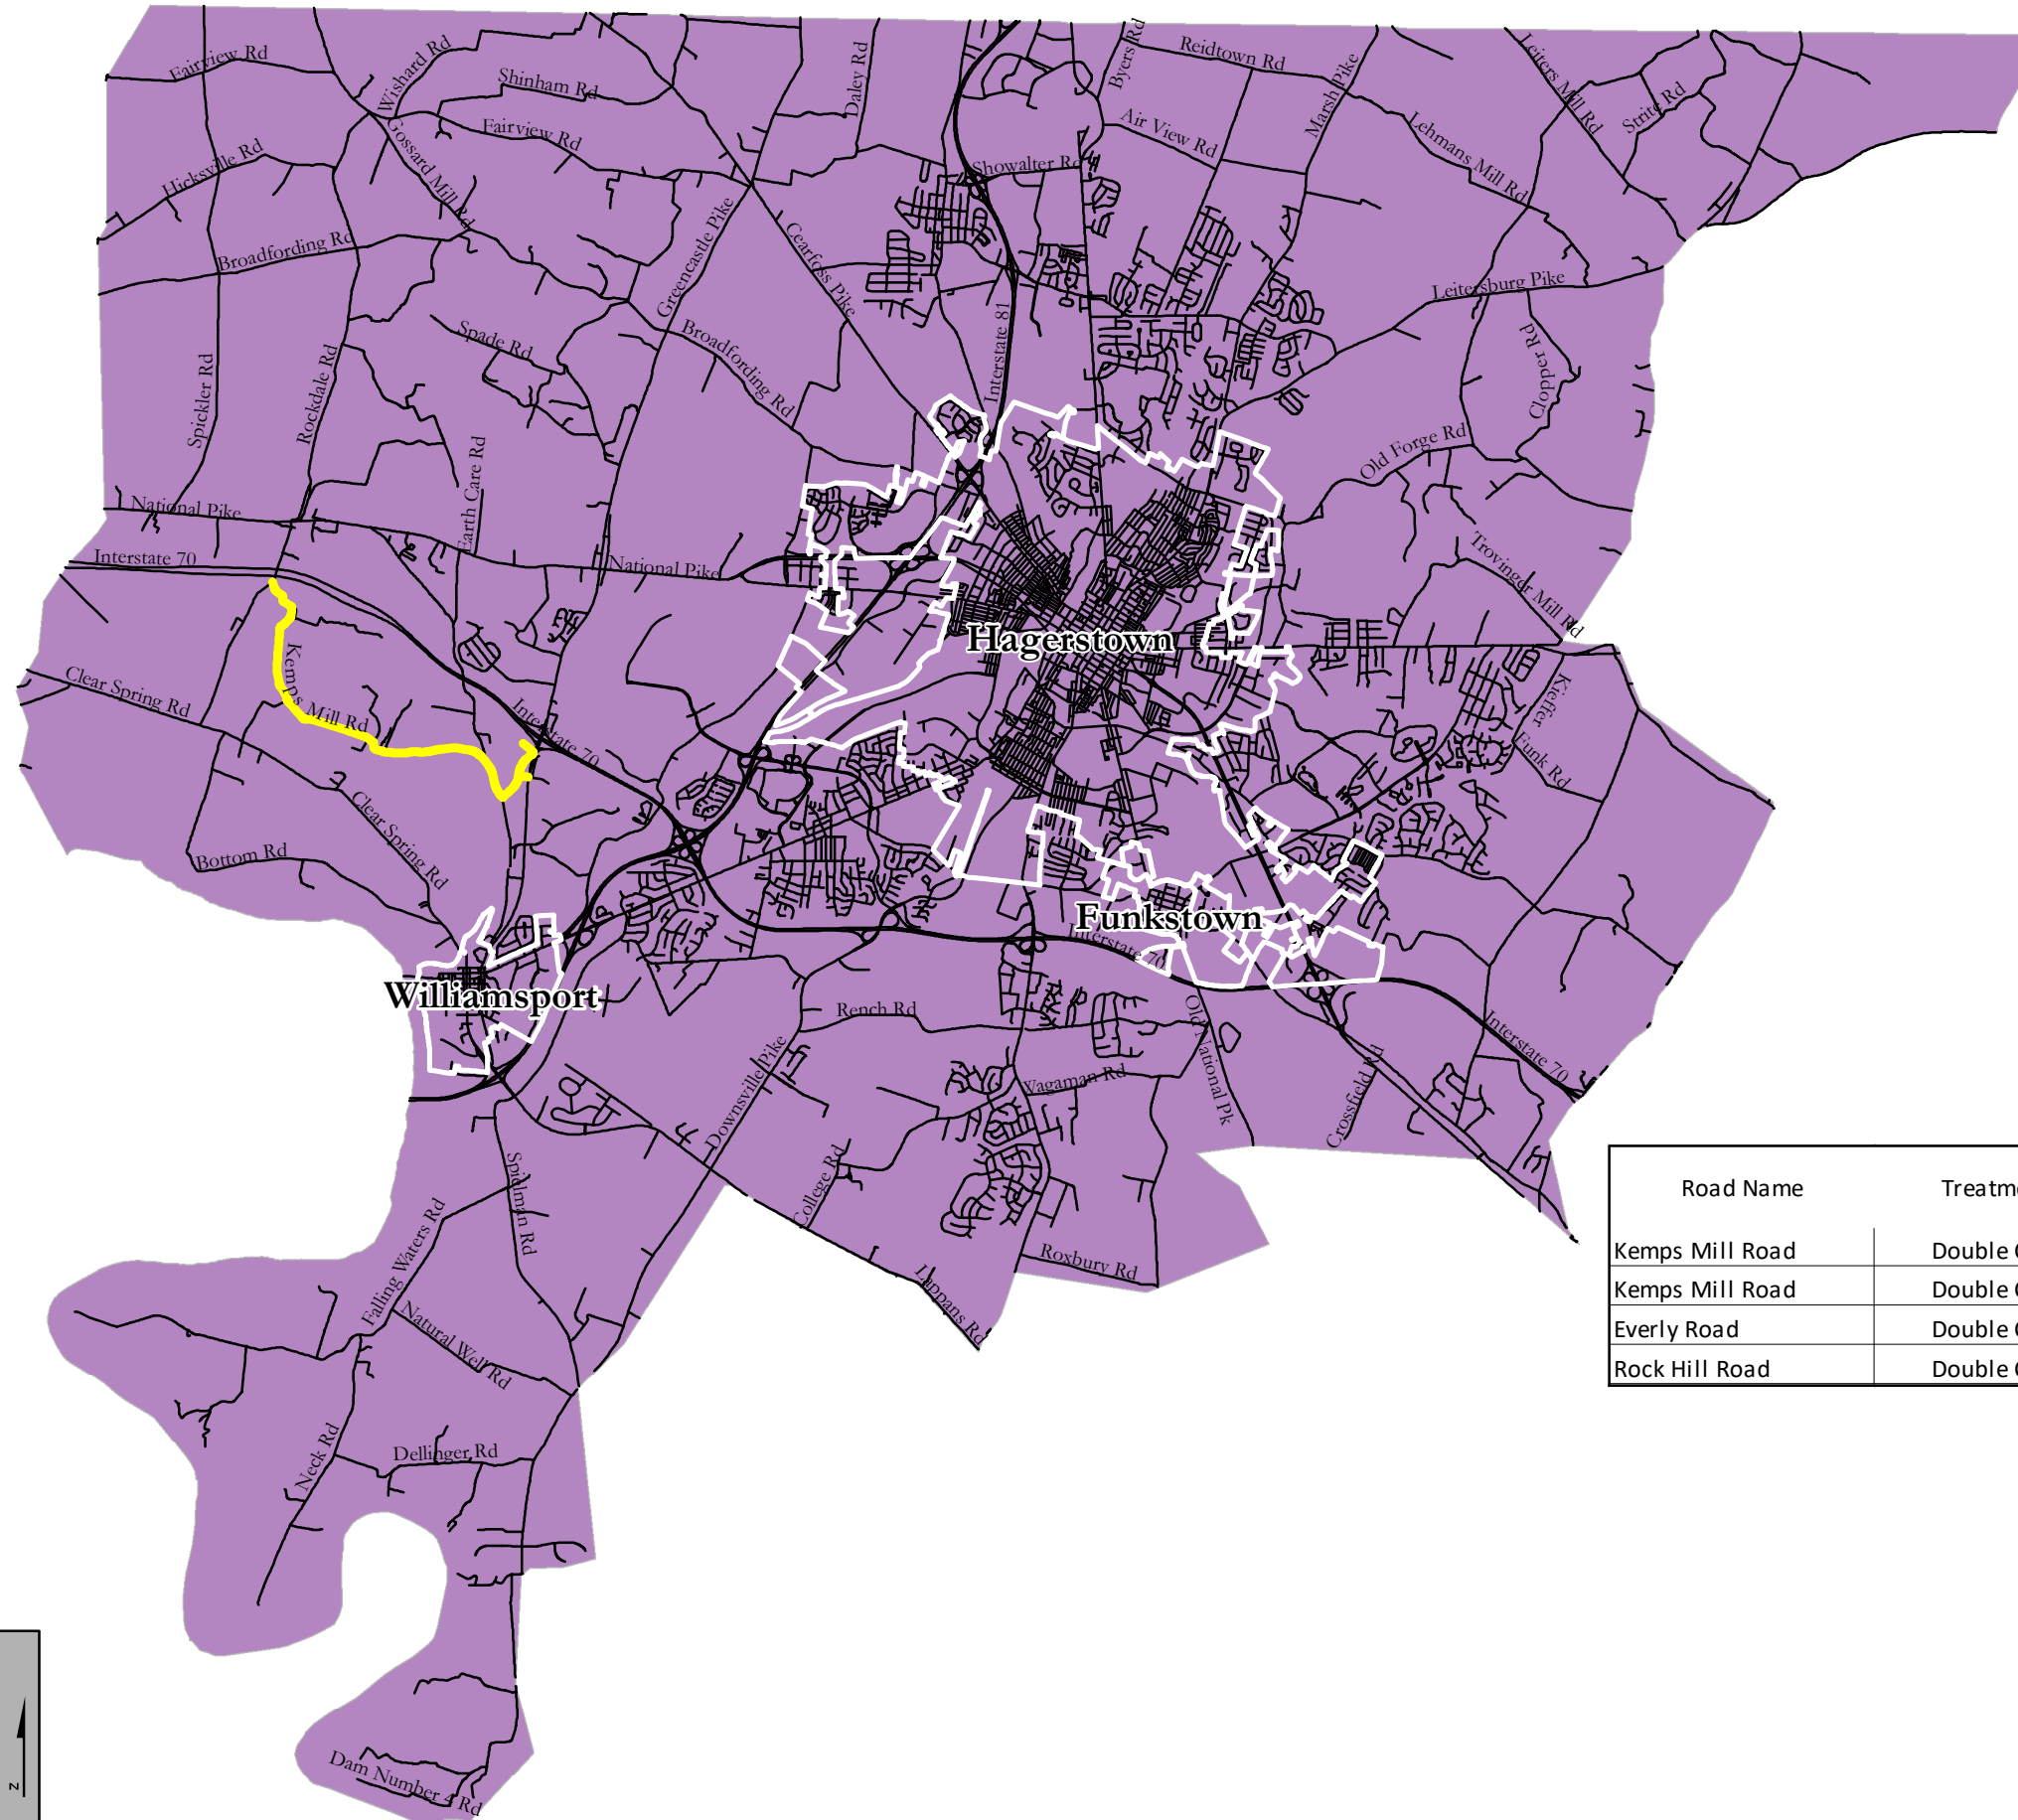 Fairview Rd
Wishard Rd
Shinham Rd
Daley Rd
Byers Rd
Reidtown Rd
Marsh Pike
Leiters Mill Rd
Strite Rd
Gossard Mill Rd
Fairview Rd
Air View Rd
Lehmans Mill Rd
Hicksville Rd
Showalter Rd
Broadfording Rd
Greencastle Pike
Cearfoss Pike
Leitersburg Pike
Spickler Rd
Rockdale Rd
Spade Rd
Broadfording Rd
Interstate 81
Clopper Rd
Earth Care Rd
Old Forge Rd
National Pike
Interstate 70
National Pike
Trovinger Mill Rd
Hagerstown
Clear Spring Rd
Kemps Mill Rd
Interstate 70
Kieffer Funk Rd
Clear Spring Rd
Bottom Rd
Funkstown
Interstate 70
Williamsport
Rench Rd
Old National Pk
Interstate 70
Downsville Pike
Wagaman Rd
Crossfield Rd
College Rd
Spielman Rd
Falling Waters Rd
Roxbury Rd
Lappans Rd
Natural Well Rd
Neck Rd
Dellinger Rd
Dam Number 4 Rd
Road Name
Kemps Mill Road Double
Kemps Mill Road Double
Everly Road Double
Rock Hill Road Double
z